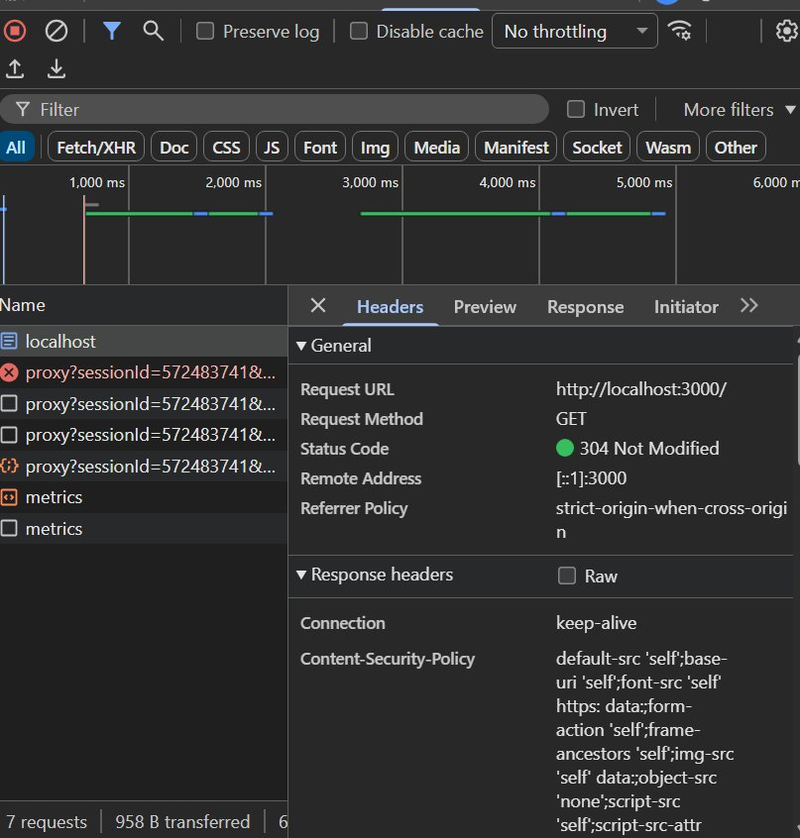 Preserve log Disable cache No throttling
Filter Invert More filters
All Fetch/XHR Doc CSS JS Font Img Media Manifest Socket Wasm Other
1,000 ms 2,000 ms 3,000 ms 4,000 ms 5,000 ms 6,000 m
Name
localhost
proxy?sessionId=572483741&...
proxy?sessionId=572483741&...
proxy?sessionId=572483741&...
proxy?sessionId=572483741&...
metrics
metrics
7 requests 958 B transferred 6
Headers Preview Response Initiator
General
Request URL http://localhost:3000/
Request Method GET
Status Code 304 Not Modified
Remote Address [::1]:3000
Referrer Policy strict-origin-when-cross-origi
n
Response headers Raw
Connection keep-alive
Content-Security-Policy default-src 'self';base-
uri 'self';font-src 'self'
https: data:;form-
action 'self';frame-
ancestors 'self';img-src
'self' data:;object-src
'none';script-src
'self';script-src-attr